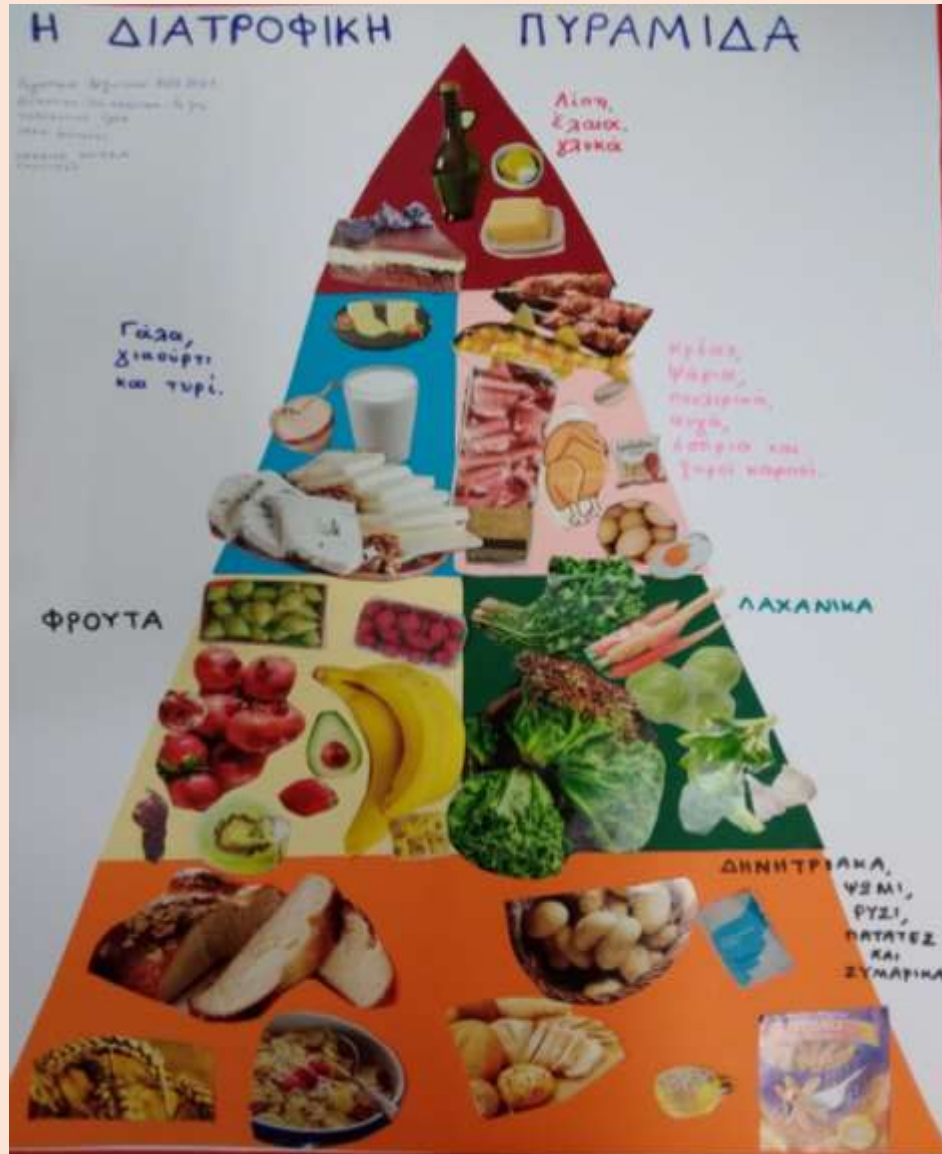 Η ΔΙΑΤΡΟΦΙΚΗ ΠΥΡΑΜΙΔΑ
Λίπη,
έλαια,
γλυκά
Γάλα,
γιαούρτι
και τυρί.
Κρέας,
ψάρια,
πουλερικά,
αυγά,
όσπρια και
ξηροί καρποί.
ΦΡΟΥΤΑ
ΛΑΧΑΝΙΚΑ
ΔΗΜΗΤΡΙΑΚΑ,
ΨΩΜΙ,
ΡΥΖΙ,
ΠΑΤΑΤΕΣ
ΚΑΙ
ΖΥΜΑΡΙΚΑ